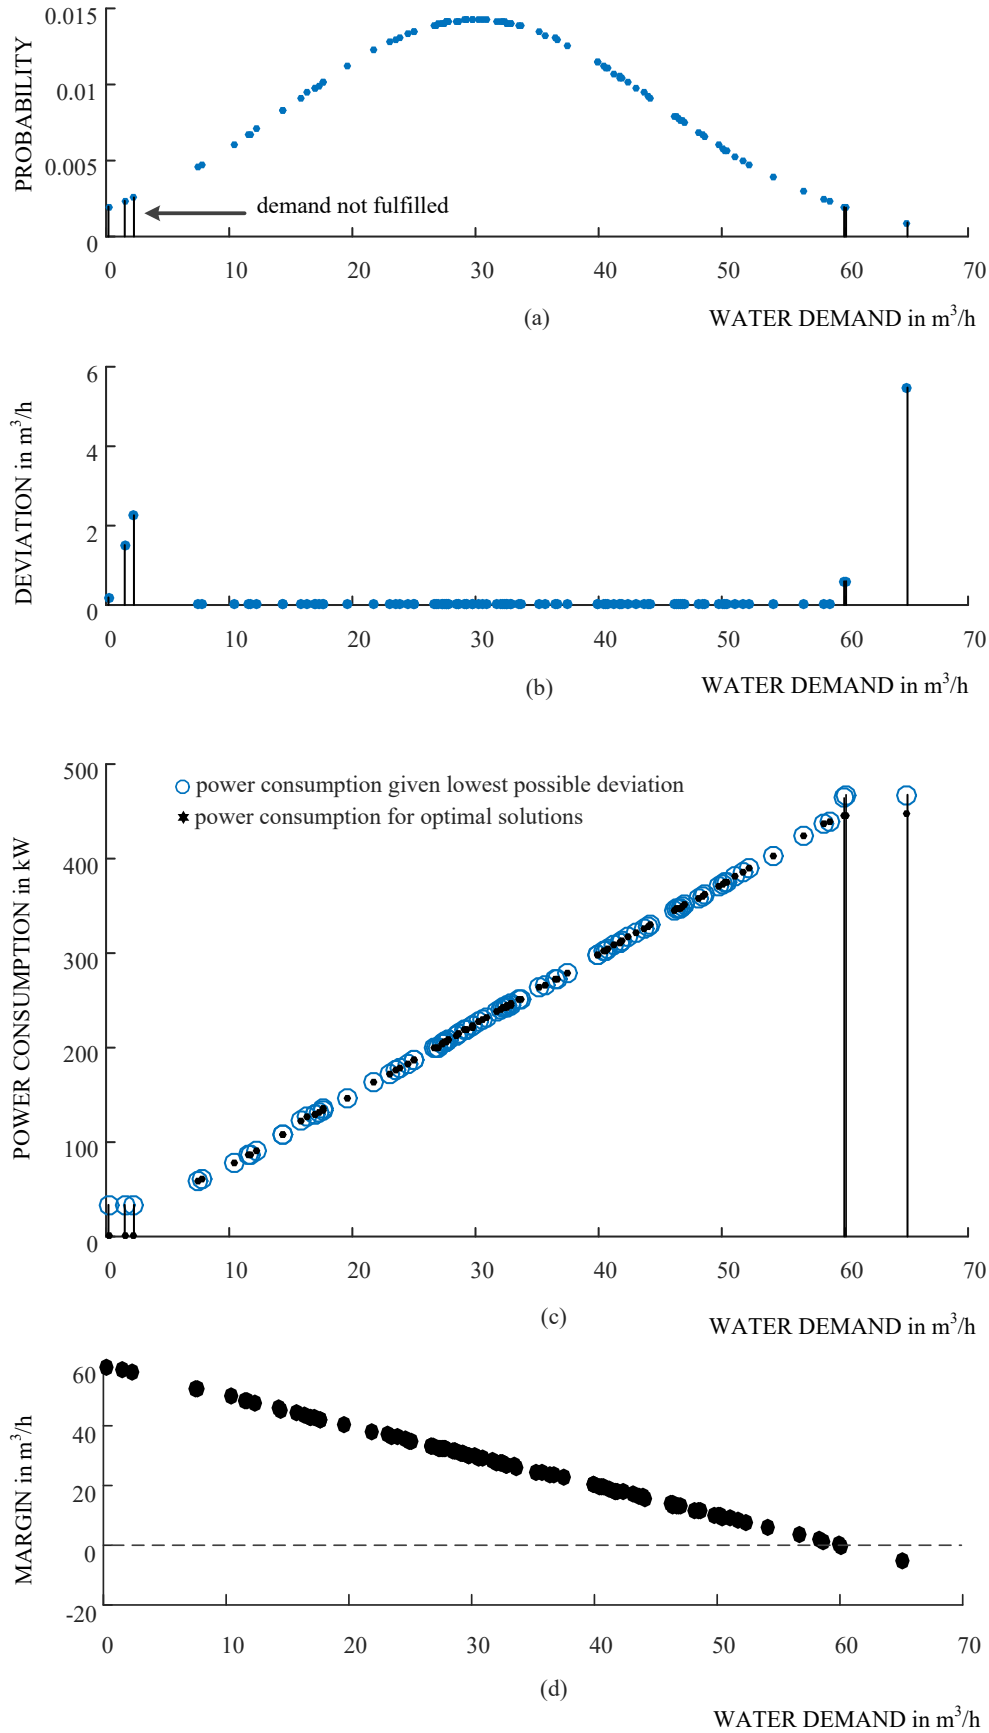 PROBABILITY
0.015
0.01
0.005
0
demand not fulfilled
0 10 20 30 40 50 60 70
(a)
WATER DEMAND in m³/h
DEVIATION in m³/h
6
4
2
0
0 10 20 30 40 50 60 70
(b)
WATER DEMAND in m³/h
POWER CONSUMPTION in kW
500
400
300
200
100
0
power consumption given lowest possible deviation
power consumption for optimal solutions
0 10 20 30 40 50 60 70
(c)
WATER DEMAND in m³/h
MARGIN in m³/h
60
40
20
0
-20
0 10 20 30 40 50 60 70
(d)
WATER DEMAND in m³/h